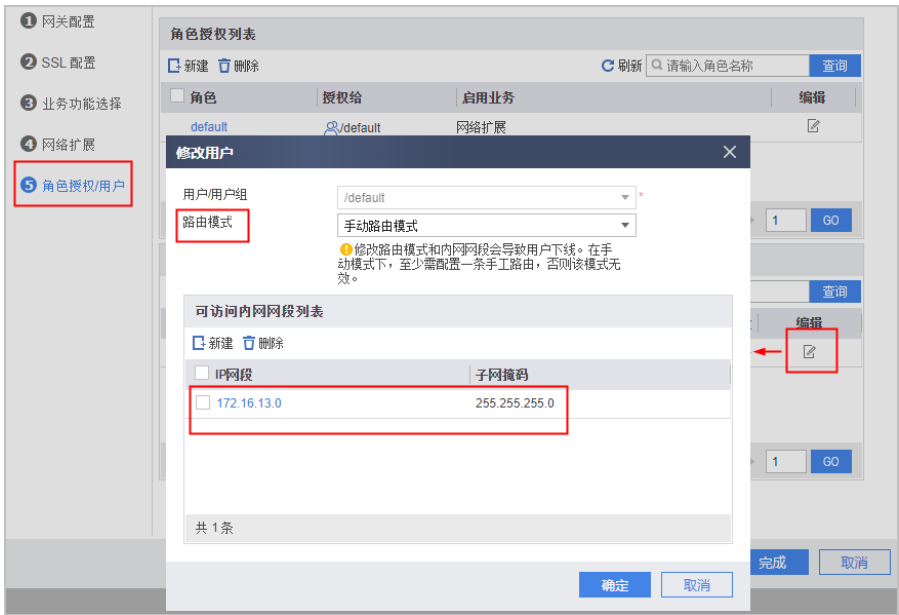 1 网关配置
2 SSL 配置
3 业务功能选择
4 网络扩展
5 角色授权/用户
角色授权列表
新建 删除 刷新 请输入角色名称 查询
角色 授权给 启用业务 编辑
default /default 网络扩展
1 GO
查询
编辑
1 GO
完成 取消
修改用户
用户/用户组 /default *
路由模式 手动路由模式
修改路由模式和内网网段会导致用户下线。在手
动模式下，至少需配置一条手工路由，否则该模式无
效。
可访问内网网段列表
新建 删除
IP网段 子网掩码
172.16.13.0 255.255.255.0
共 1 条
确定 取消